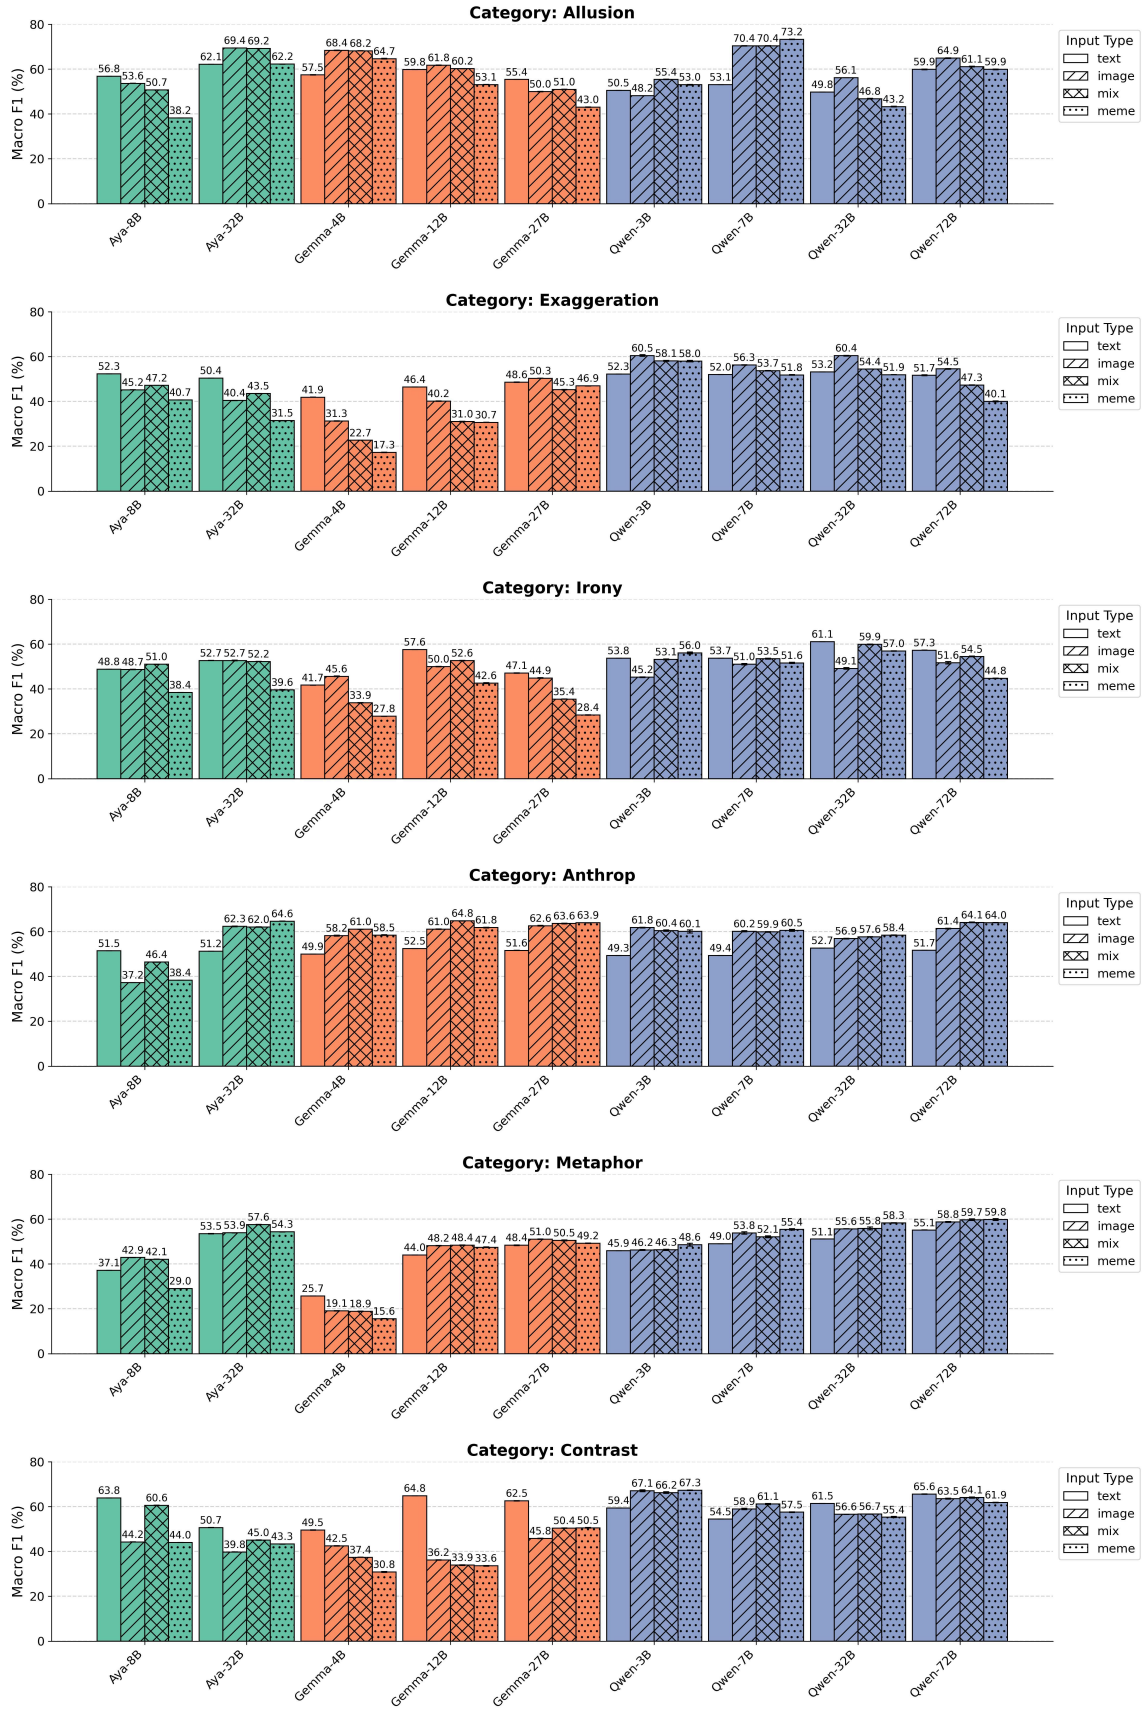 Category: Allusion
Macro F1 (%)
80
60
40
20
0
56.8 53.6 50.7 38.2 62.1 69.4 69.2 62.2 57.5 68.4 68.2 64.7 59.8 61.8 60.2 53.1 55.4 50.0 51.0 43.0 50.5 48.2 55.4 53.0 53.1 70.4 70.4 73.2 49.8 56.1 46.8 43.2 59.9 64.9 61.1 59.9
Aya-8B Aya-32B Gemma-4B Gemma-12B Gemma-27B Qwen-3B Qwen-7B Qwen-32B Qwen-72B
Input Type
text
image
mix
meme
Category: Exaggeration
Macro F1 (%)
80
60
40
20
0
52.3 45.2 47.2 40.7 50.4 40.4 43.5 31.5 41.9 31.3 22.7 17.3 46.4 40.2 31.0 30.7 48.6 50.3 45.3 46.9 52.3 60.5 58.1 58.0 52.0 56.3 53.7 51.8 53.2 60.4 54.4 51.9 51.7 54.5 47.3 40.1
Aya-8B Aya-32B Gemma-4B Gemma-12B Gemma-27B Qwen-3B Qwen-7B Qwen-32B Qwen-72B
Input Type
text
image
mix
meme
Category: Irony
Macro F1 (%)
80
60
40
20
0
48.8 48.7 51.0 38.4 52.7 52.7 52.2 39.6 41.7 45.6 33.9 27.8 57.6 50.0 52.6 42.6 47.1 44.9 35.4 28.4 53.8 45.2 53.1 56.0 53.7 51.0 53.5 51.6 61.1 49.1 59.9 57.0 57.3 51.6 54.5 44.8
Aya-8B Aya-32B Gemma-4B Gemma-12B Gemma-27B Qwen-3B Qwen-7B Qwen-32B Qwen-72B
Input Type
text
image
mix
meme
Category: Anthrop
Macro F1 (%)
80
60
40
20
0
51.5 37.2 46.4 38.4 51.2 62.3 62.0 64.6 49.9 58.2 61.0 58.5 52.5 61.0 64.8 61.8 51.6 62.6 63.6 63.9 49.3 61.8 60.4 60.1 49.4 60.2 59.9 60.5 52.7 56.9 57.6 58.4 51.7 61.4 64.1 64.0
Aya-8B Aya-32B Gemma-4B Gemma-12B Gemma-27B Qwen-3B Qwen-7B Qwen-32B Qwen-72B
Input Type
text
image
mix
meme
Category: Metaphor
Macro F1 (%)
80
60
40
20
0
37.1 42.9 42.1 29.0 53.5 53.9 57.6 54.3 25.7 19.1 18.9 15.6 44.0 48.2 48.4 47.4 48.4 51.0 50.5 49.2 45.9 46.2 46.3 48.6 49.0 53.8 52.1 55.4 51.1 55.6 55.8 58.3 55.1 58.8 59.7 59.8
Aya-8B Aya-32B Gemma-4B Gemma-12B Gemma-27B Qwen-3B Qwen-7B Qwen-32B Qwen-72B
Input Type
text
image
mix
meme
Category: Contrast
Macro F1 (%)
80
60
40
20
0
63.8 44.2 60.6 44.0 50.7 39.8 45.0 43.3 49.5 42.5 37.4 30.8 64.8 36.2 33.9 33.6 62.5 45.8 50.4 50.5 59.4 67.1 66.2 67.3 54.5 58.9 61.1 57.5 61.5 56.6 56.7 55.4 65.6 63.5 64.1 61.9
Aya-8B Aya-32B Gemma-4B Gemma-12B Gemma-27B Qwen-3B Qwen-7B Qwen-32B Qwen-72B
Input Type
text
image
mix
meme